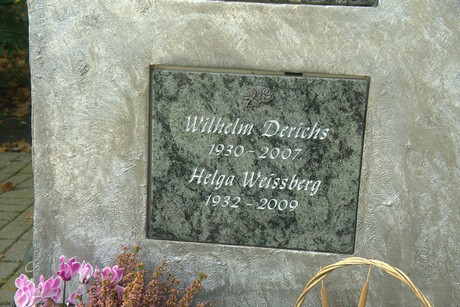 Wilhelm Derichs
1930 - 2007
Helga Weissberg
1932 - 2009